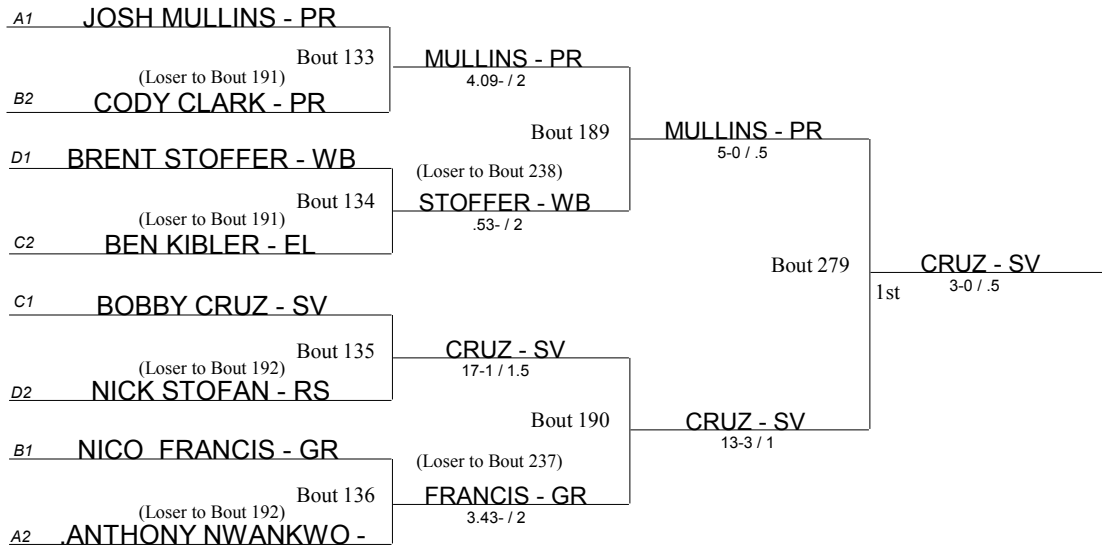 A1 JOSH MULLINS - PR
Bout 133
(Loser to Bout 191)
B2 CODY CLARK - PR
MULLINS - PR
4.09- / 2
D1 BRENT STOFFER - WB
Bout 134
(Loser to Bout 191)
C2 BEN KIBLER - EL
Bout 189
(Loser to Bout 238)
STOFFER - WB
.53- / 2
MULLINS - PR
5-0 / .5
C1 BOBBY CRUZ - SV
Bout 135
(Loser to Bout 192)
D2 NICK STOFAN - RS
CRUZ - SV
17-1 / 1.5
B1 NICO FRANCIS - GR
Bout 136
(Loser to Bout 192)
A2 .ANTHONY NWANKWO -
Bout 190
(Loser to Bout 237)
FRANCIS - GR
3.43- / 2
CRUZ - SV
13-3 / 1
Bout 279
CRUZ - SV
3-0 / .5
1st